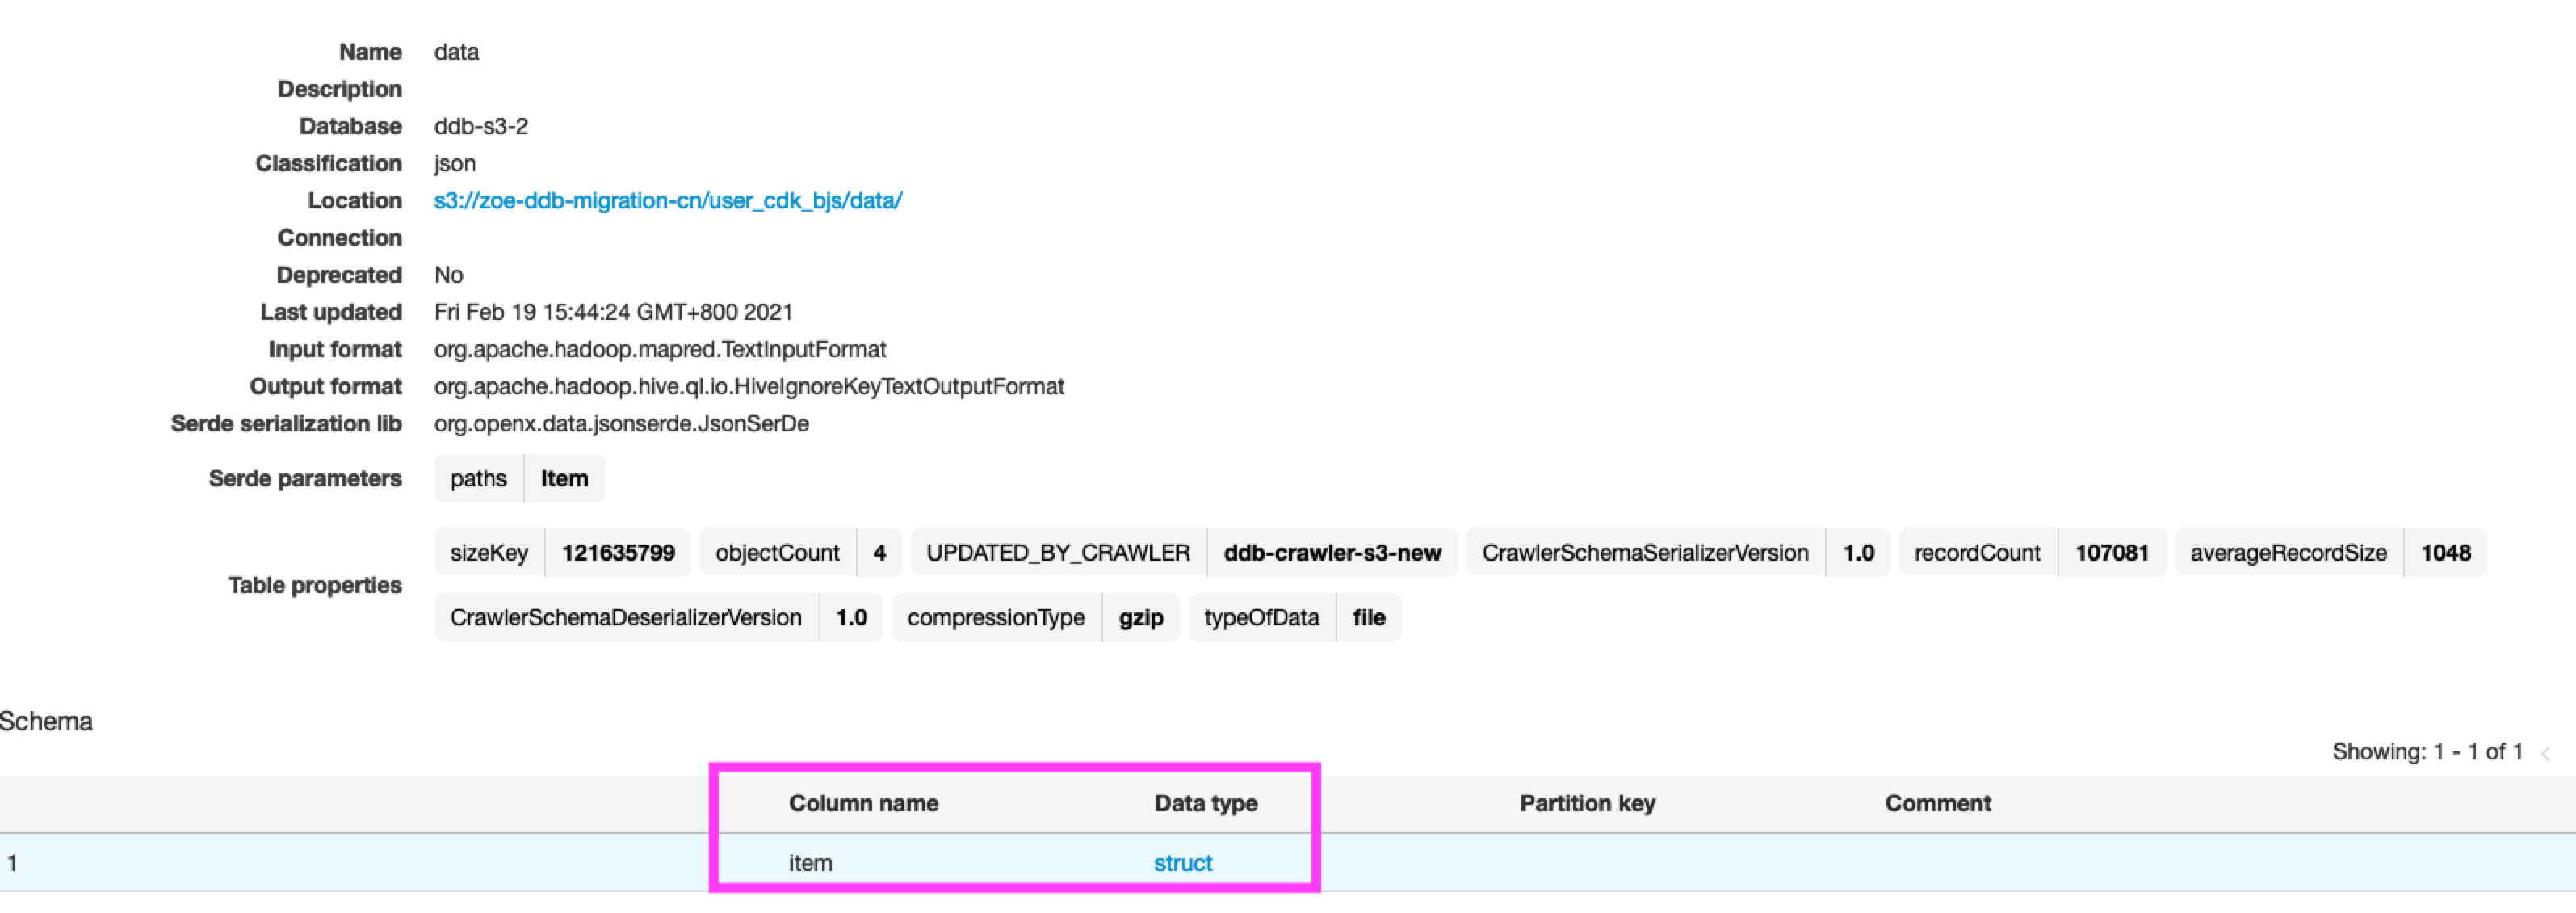 Name data
Description
Database ddb-s3-2
Classification json
Location s3://zoe-ddb-migration-cn/user_cdk_bjs/data/
Connection
Deprecated No
Last updated Fri Feb 19 15:44:24 GMT+800 2021
Input format org.apache.hadoop.mapred.TextInputFormat
Output format org.apache.hadoop.hive.ql.io.HiveIgnoreKeyTextOutputFormat
Serde serialization lib org.openx.data.jsonserde.JsonSerDe
Serde parameters paths Item
Table properties sizeKey 121635799 objectCount 4 UPDATED_BY_CRAWLER ddb-crawler-s3-new CrawlerSchemaSerializerVersion 1.0 recordCount 107081 averageRecordSize 1048
CrawlerSchemaDeserializerVersion 1.0 compressionType gzip typeOfData file
Schema
Showing: 1 - 1 of 1 <
Column name Data type Partition key Comment
1 item struct